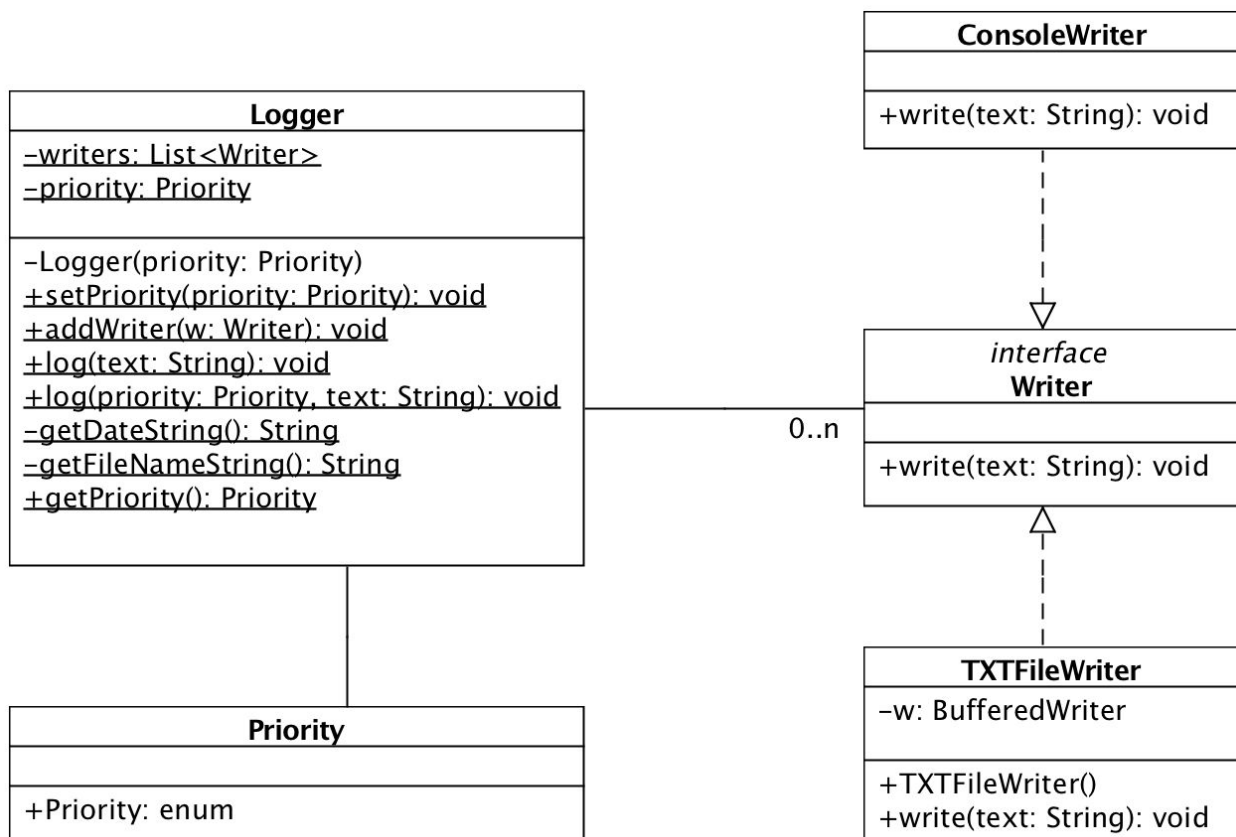 Logger
-writers: List<Writer>
-priority: Priority
-Logger(priority: Priority)
+setPriority(priority: Priority): void
+addWriter(w: Writer): void
+log(text: String): void
+log(priority: Priority, text: String): void
-getDateString(): String
-getFileNameString(): String
+getPriority(): Priority
Priority
+Priority: enum
0..n
ConsoleWriter
+write(text: String): void
interface
Writer
+write(text: String): void
TXTFileWriter
-w: BufferedWriter
+TXTFileWriter()
+write(text: String): void